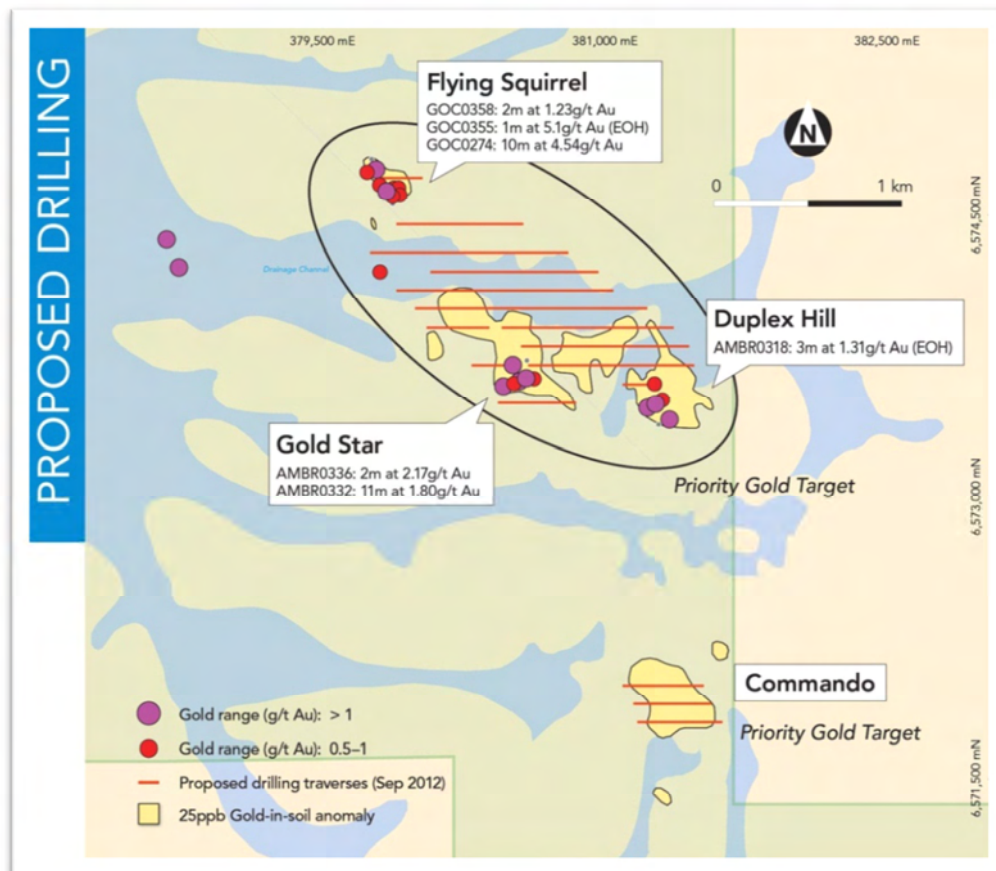 PROPOSED DRILLING
379,500 mE
381,000 mE
382,500 mE
Flying Squirrel
GOC0358: 2m at 1.23g/t Au
GOC0355: 1m at 5.1g/t Au (EOH)
GOC0274: 10m at 4.54g/t Au
N
0
1 km
6,574,500 mN
Drainage Channel
Duplex Hill
AMBR0318: 3m at 1.31g/t Au (EOH)
Gold Star
AMBR0336: 2m at 2.17g/t Au
AMBR0332: 11m at 1.80g/t Au
Priority Gold Target
6,573,000 mN
Commando
Priority Gold Target
6,571,500 mN
Gold range (g/t Au): > 1
Gold range (g/t Au): 0.5–1
Proposed drilling traverses (Sep 2012)
25ppb Gold-in-soil anomaly